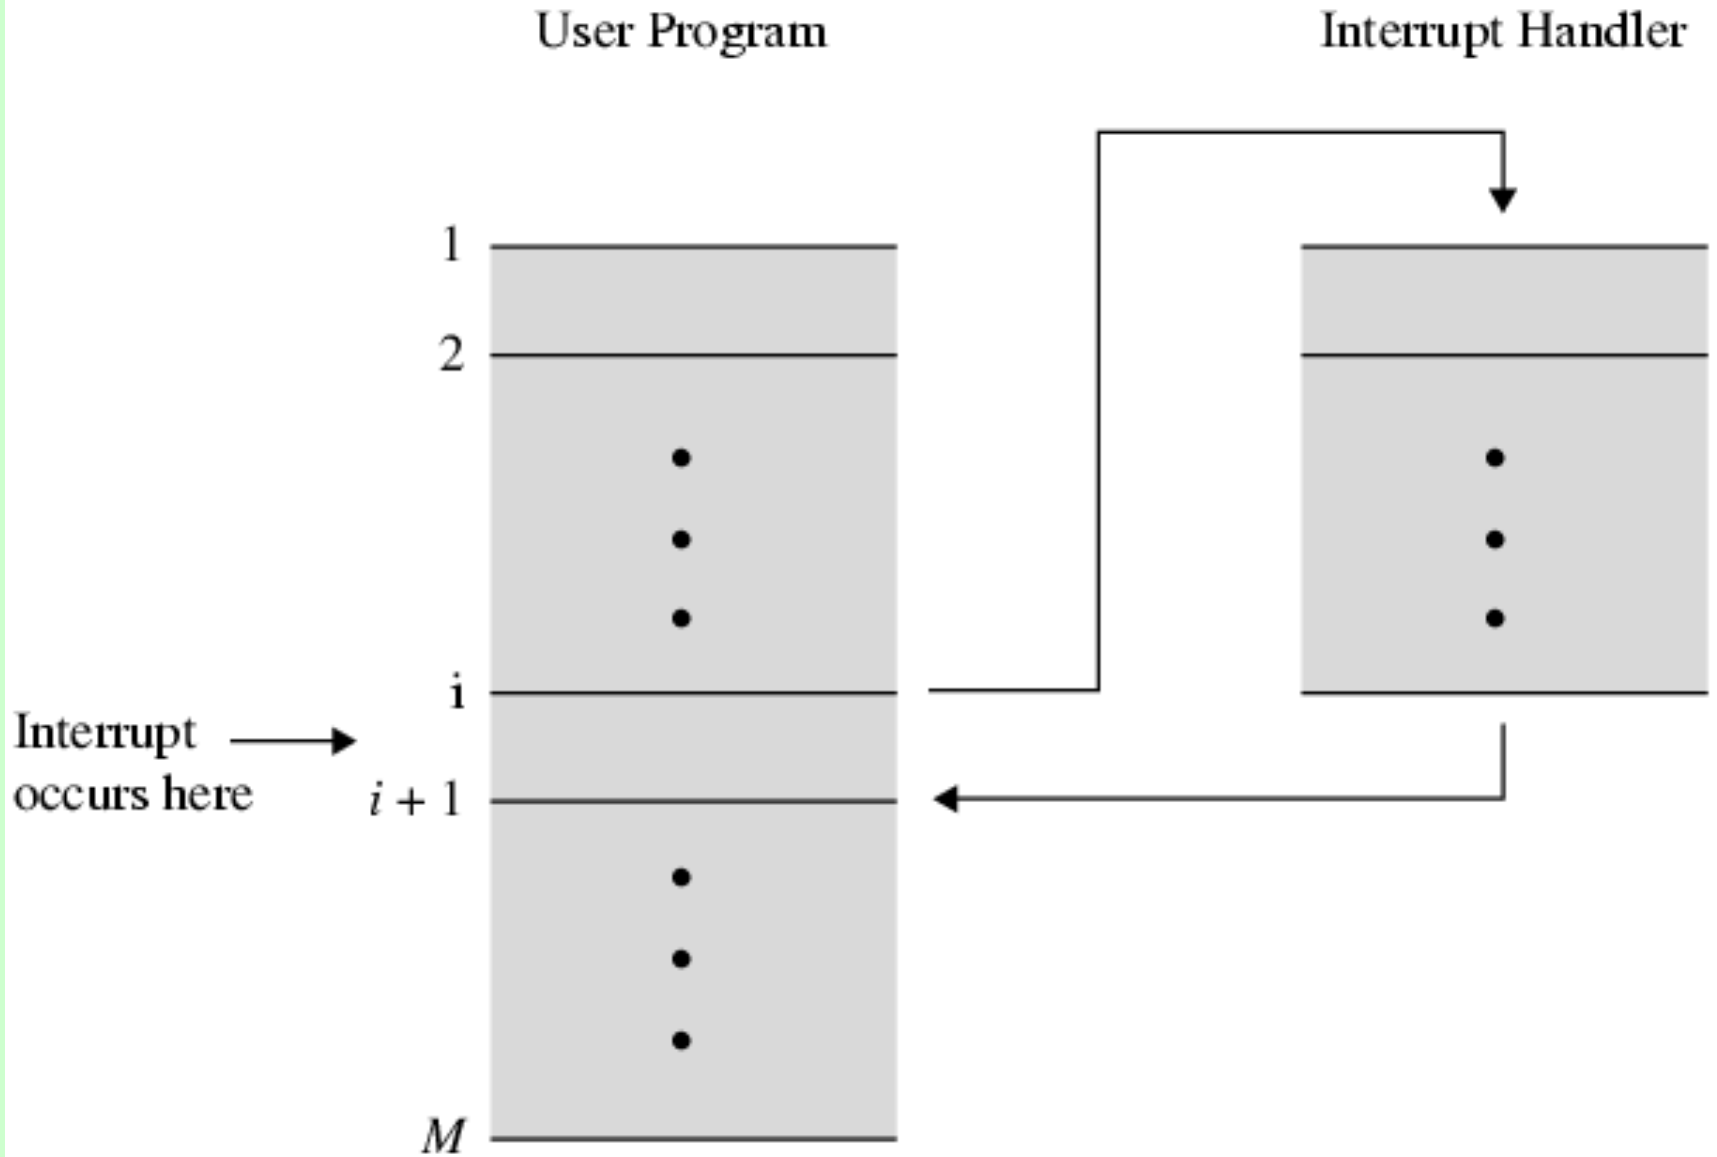 User Program
Interrupt Handler
1
2
i
Interrupt
occurs here
i + 1
M